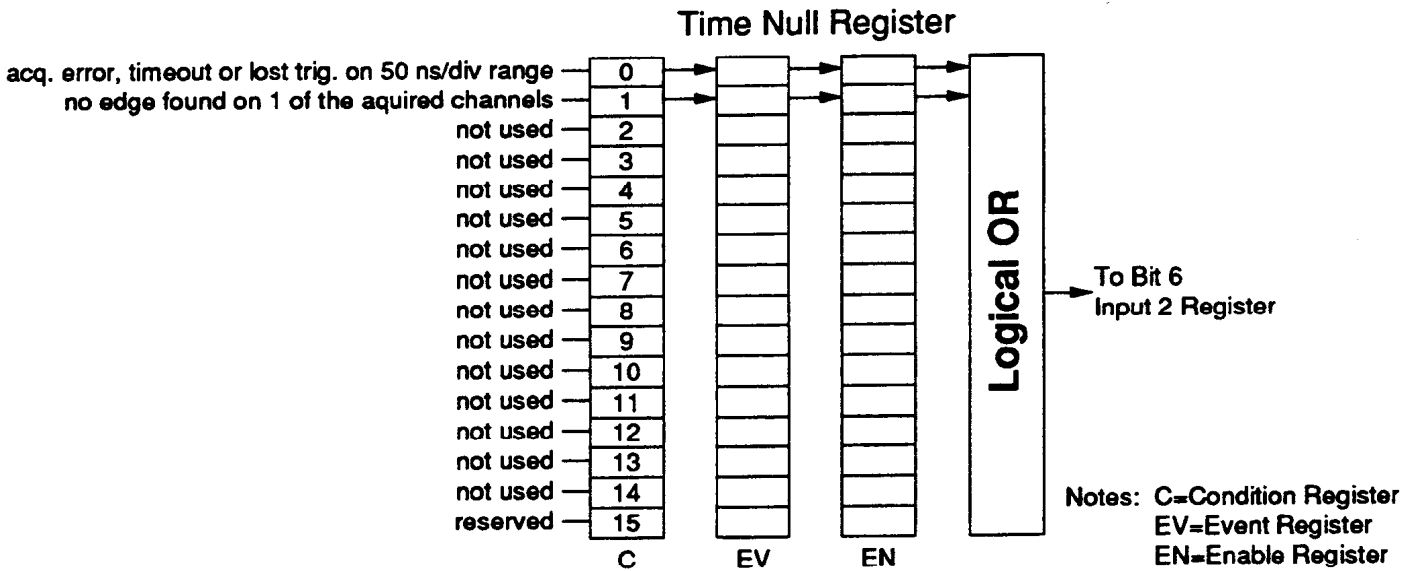 Time Null Register
acq. error, timeout or lost trig. on 50 ns/div range 0
no edge found on 1 of the aquired channels 1
not used 2
not used 3
not used 4
not used 5
not used 6
not used 7
not used 8
not used 9
not used 10
not used 11
not used 12
not used 13
not used 14
reserved 15
C EV EN
Logical OR
To Bit 6
Input 2 Register
Notes: C=Condition Register
EV=Event Register
EN=Enable Register